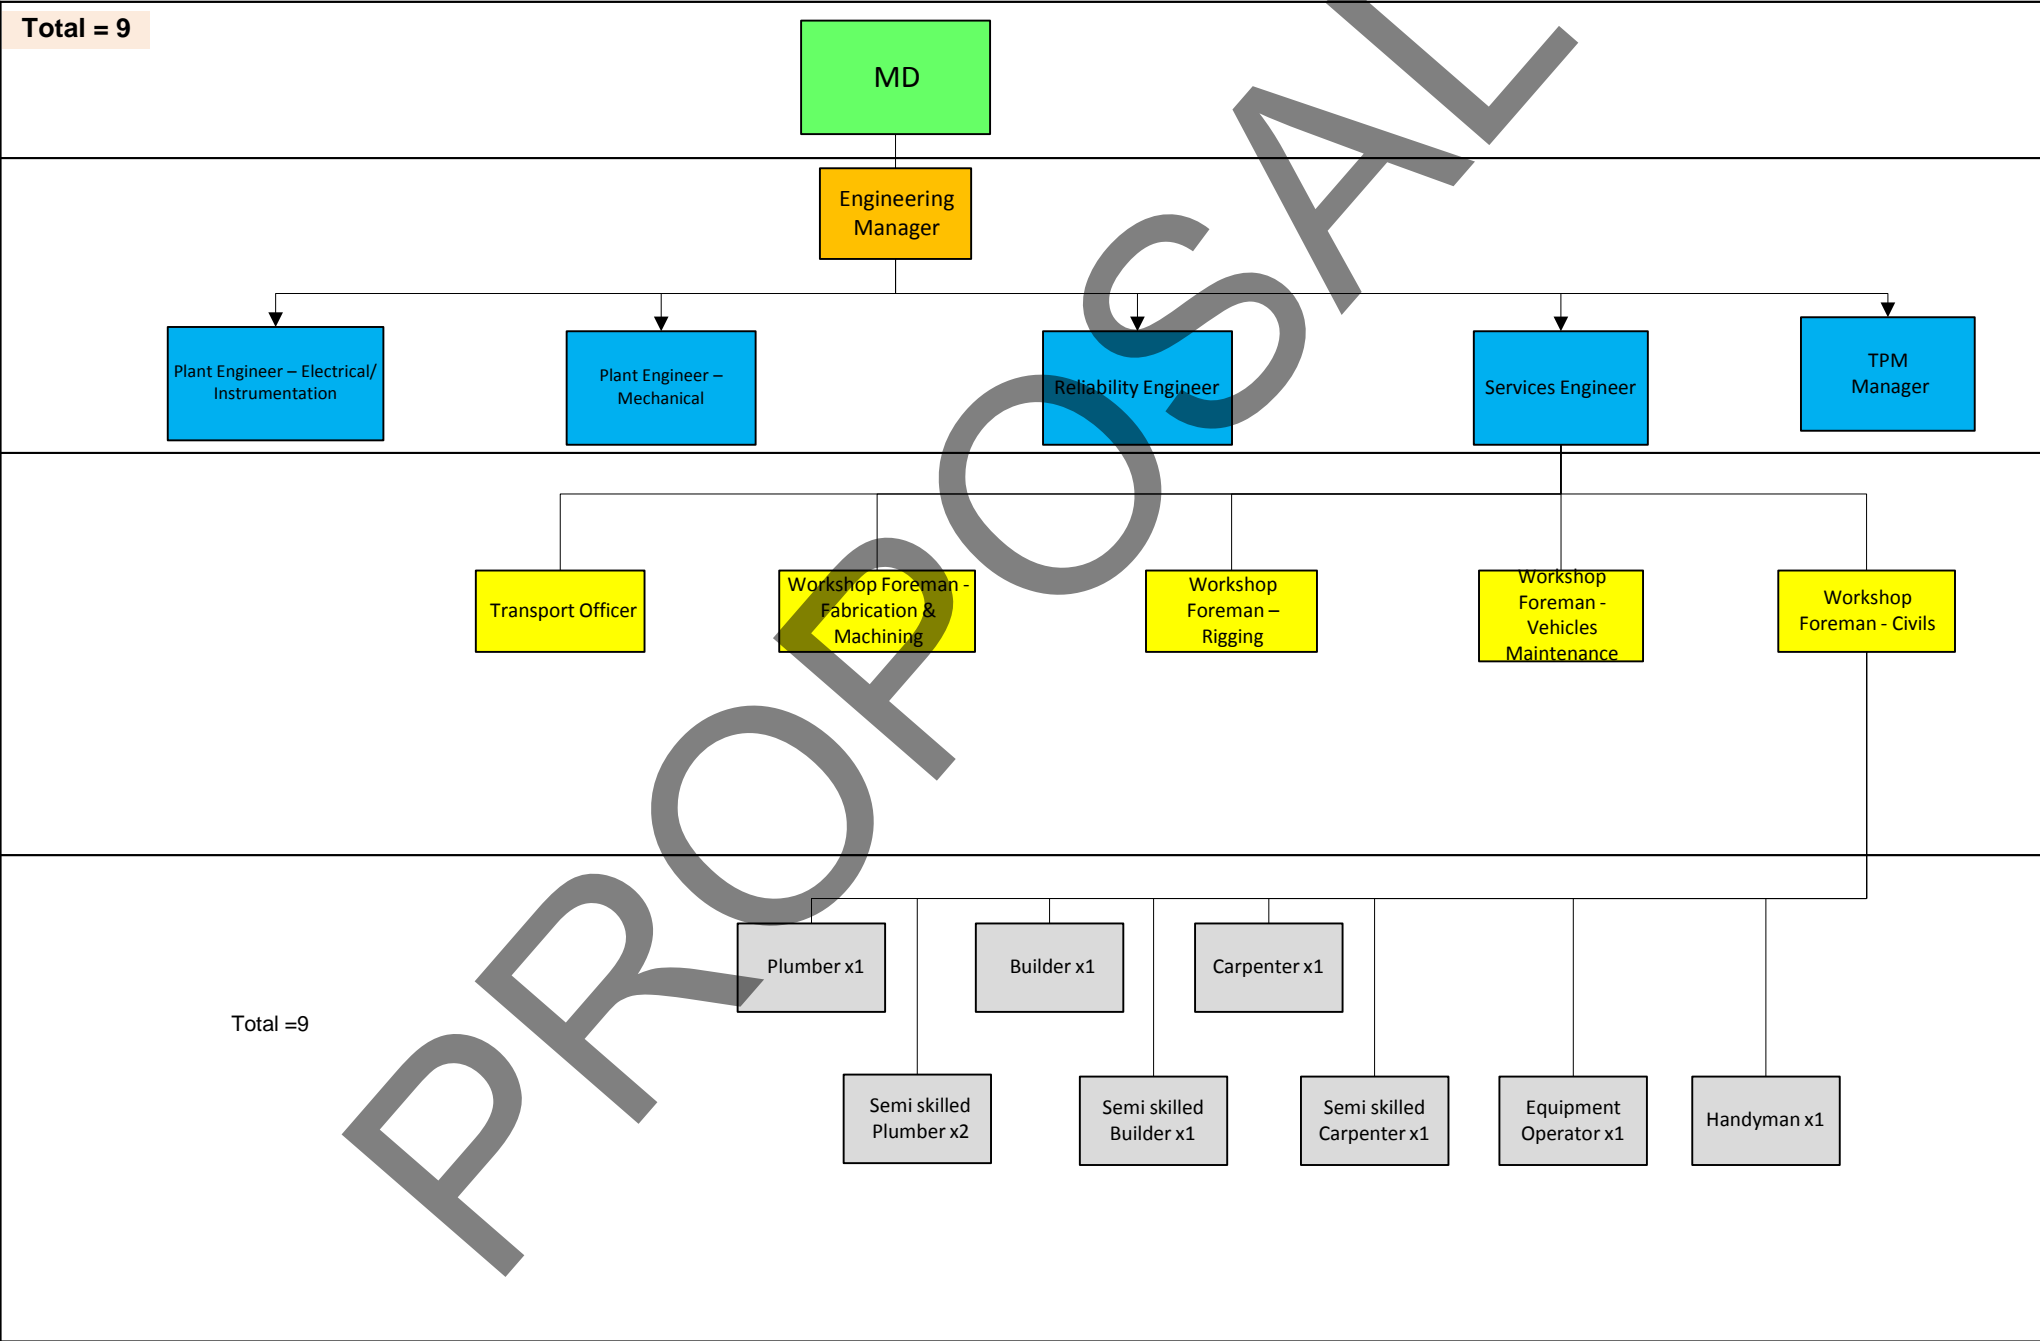 Total = 9
MD
Engineering
Manager
Plant Engineer – Electrical/
Instrumentation
Plant Engineer –
Mechanical
Reliability Engineer
Services Engineer
TPM
Manager
Transport Officer
Workshop Foreman -
Fabrication &
Machining
Workshop
Foreman –
Rigging
Workshop
Foreman -
Vehicles
Maintenance
Workshop
Foreman - Civils
Plumber x1
Builder x1
Carpenter x1
Total =9
Semi skilled
Plumber x2
Semi skilled
Builder x1
Semi skilled
Carpenter x1
Equipment
Operator x1
Handyman x1
PROPOSAL